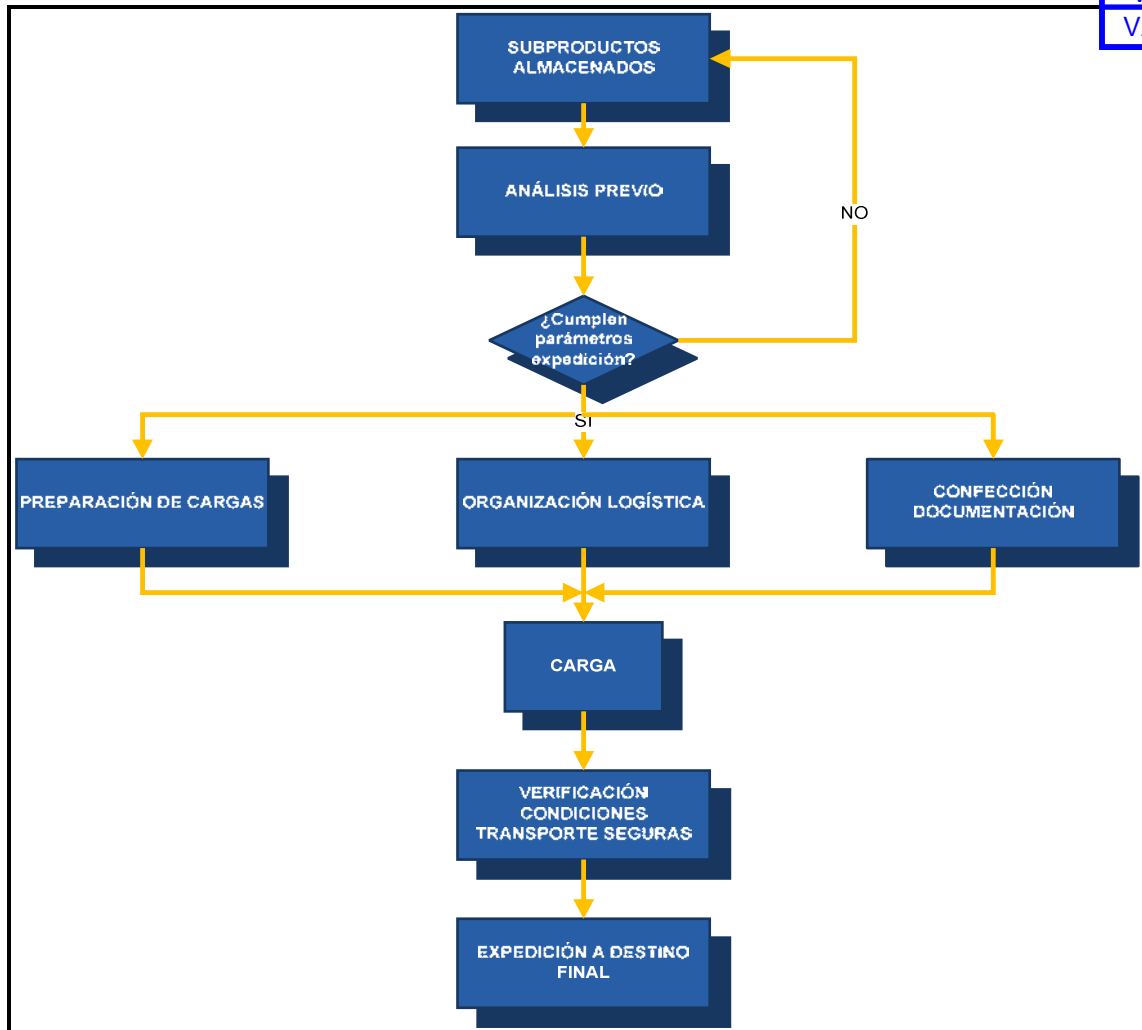 SUBPRODUCTOS
ALMACENADOS
ANÁLISIS PREVIO
NO
¿Cumplen
parámetros
expedición?
SI
PREPARACIÓN DE CARGAS
ORGANIZACIÓN LOGÍSTICA
CONFECCIÓN
DOCUMENTACIÓN
CARGA
VERIFICACIÓN
CONDICIONES
TRANSPORTE SEGURAS
EXPEDICIÓN A DESTINO
FINAL